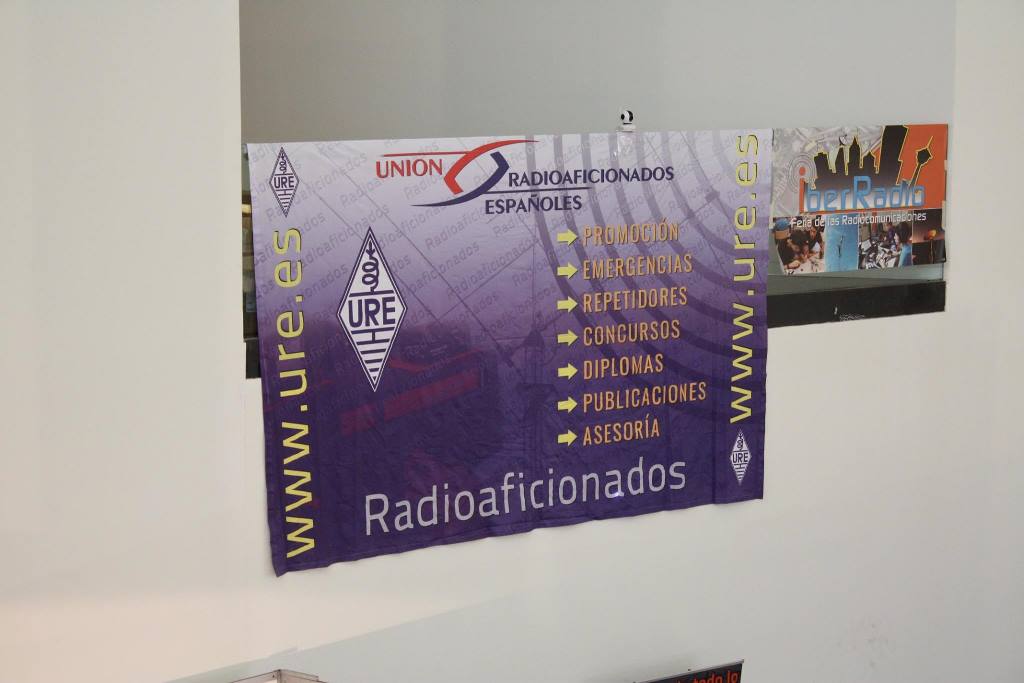 URE
UNION
RADIOAFICIONADOS
ESPAÑOLES
www.ure.es
URE
PROMOCIÓN
EMERGENCIAS
REPETIDORES
CONCURSOS
DIPLOMAS
PUBLICACIONES
ASESORÍA
www.ure.es
URE
Radioaficionados
iberRadio
Feria de las Radiocomunicaciones